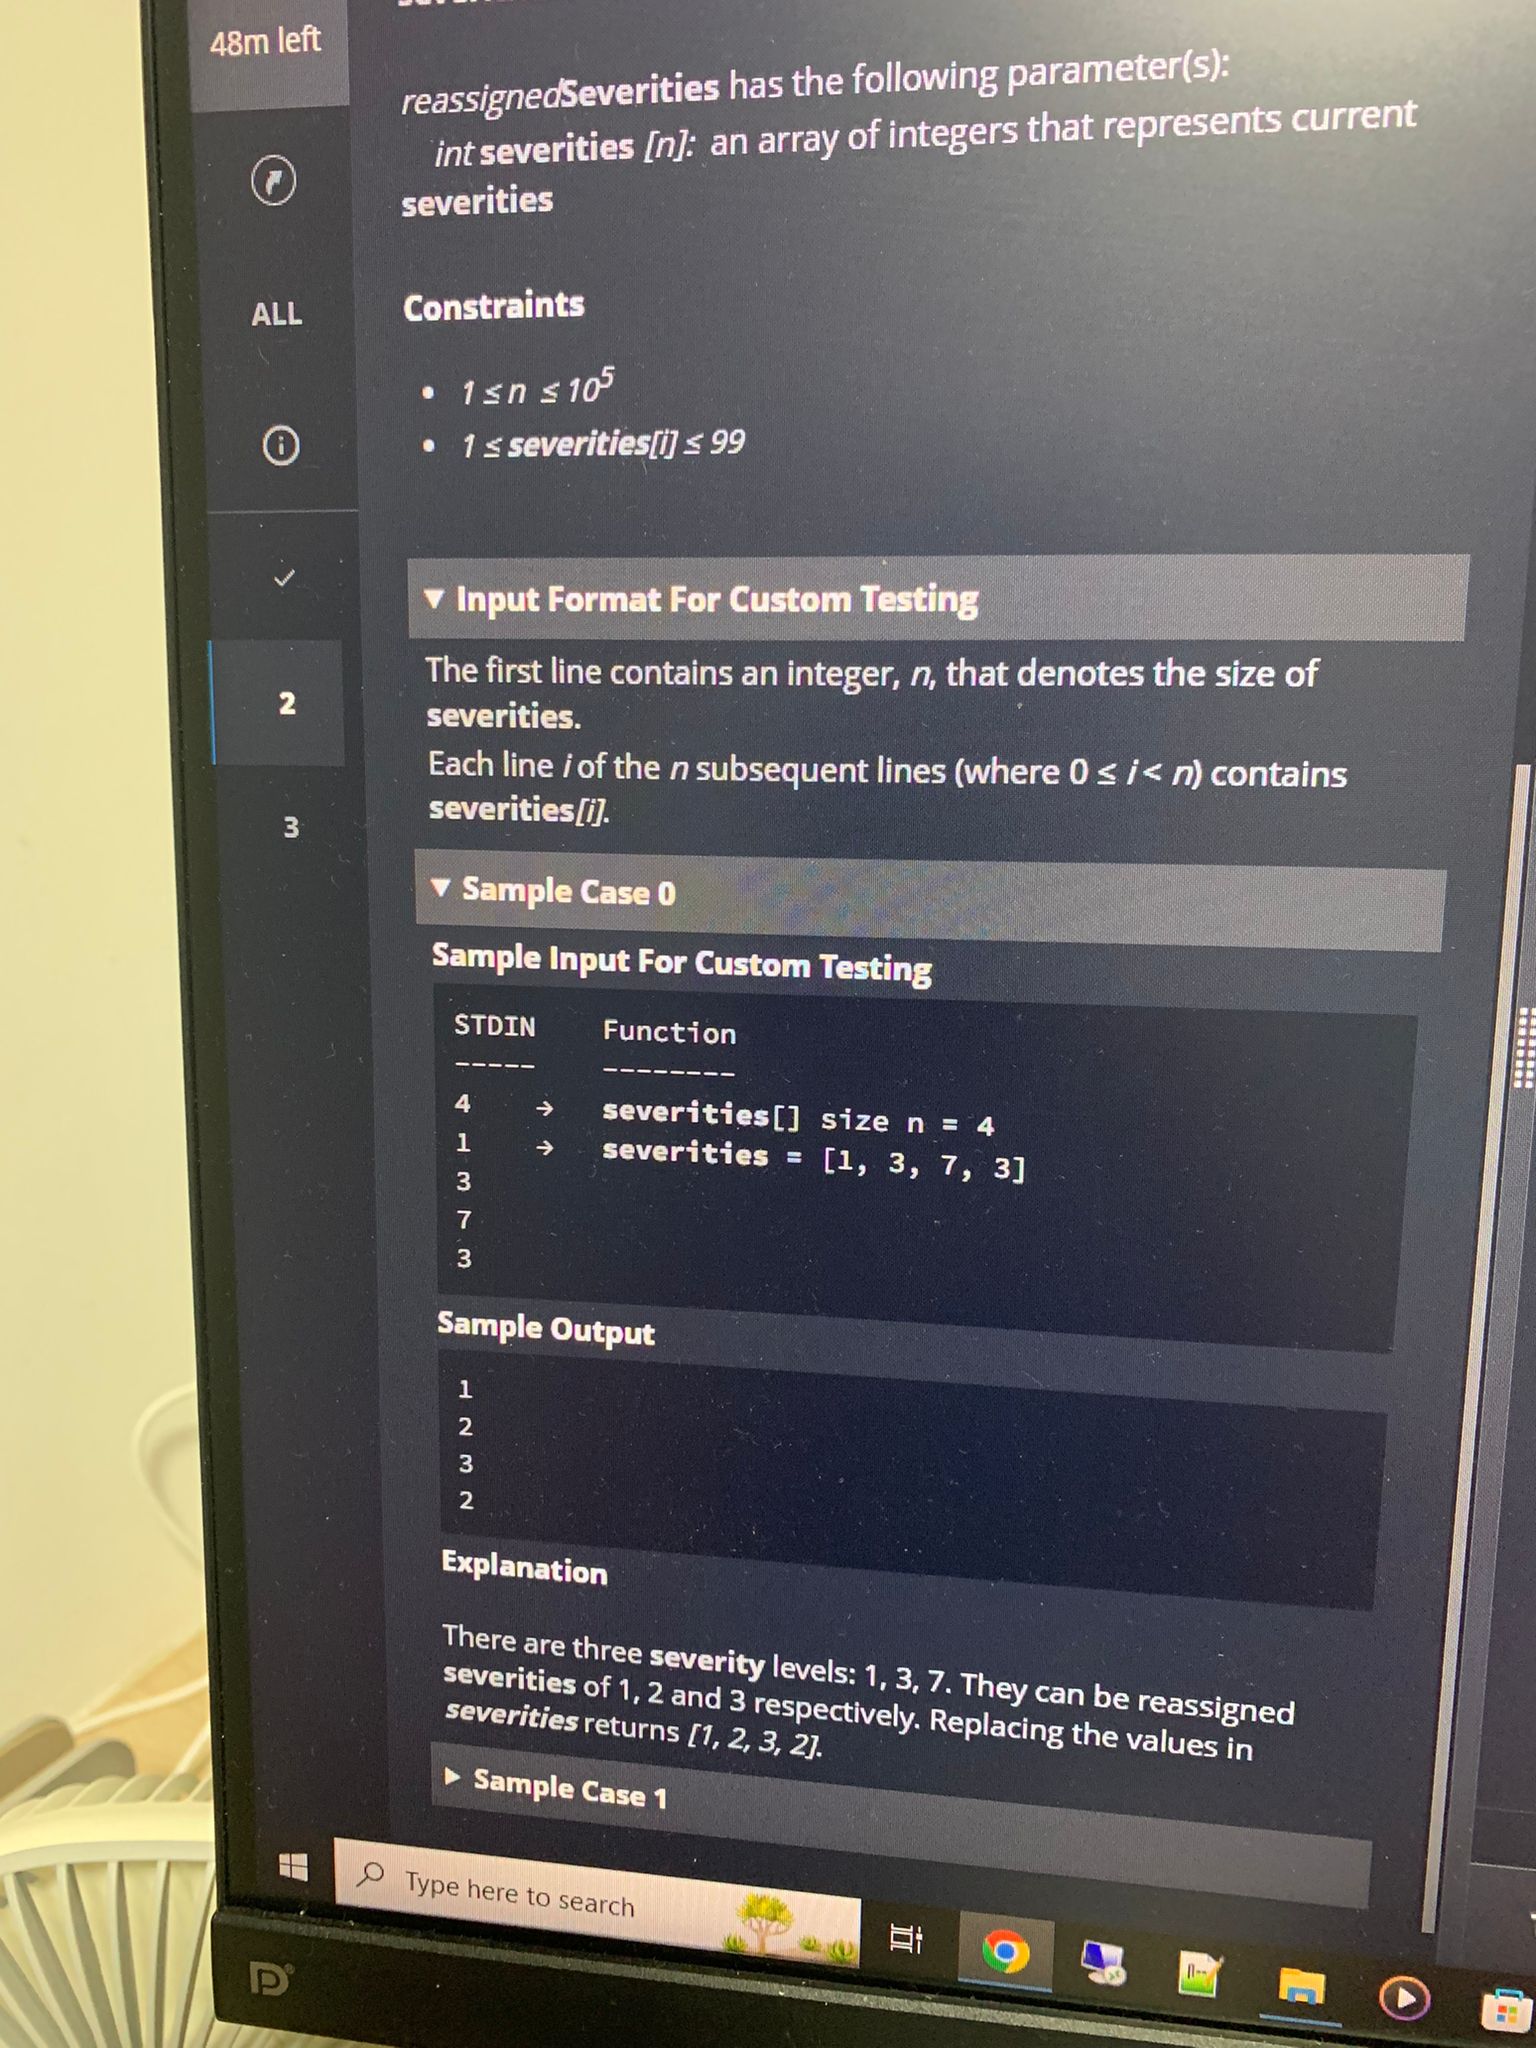 48m left
reassignedSeverities has the following parameter(s):
int severities [n]: an array of integers that represents current
severities
ALL
Constraints
• 1 ≤ n ≤ 10⁵
• 1 ≤ severities[i] ≤ 99
▼ Input Format For Custom Testing
The first line contains an integer, n, that denotes the size of
severities.
2
Each line i of the n subsequent lines (where 0 ≤ i < n) contains
severities[i].
3
▼ Sample Case 0
Sample Input For Custom Testing
STDIN Function
----- --------
4 → severities[] size n = 4
1 → severities = [1, 3, 7, 3]
3
7
3
Sample Output
1
2
3
2
Explanation
There are three severity levels: 1, 3, 7. They can be reassigned
severities of 1, 2 and 3 respectively. Replacing the values in
severities returns [1, 2, 3, 2].
▶ Sample Case 1
Type here to search